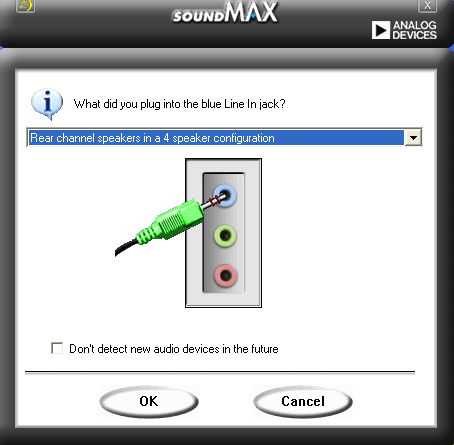 SOUNDMAX
ANALOG
DEVICES
What did you plug into the blue Line In jack?
Rear channel speakers in a 4 speaker configuration
Don't detect new audio devices in the future
OK
Cancel